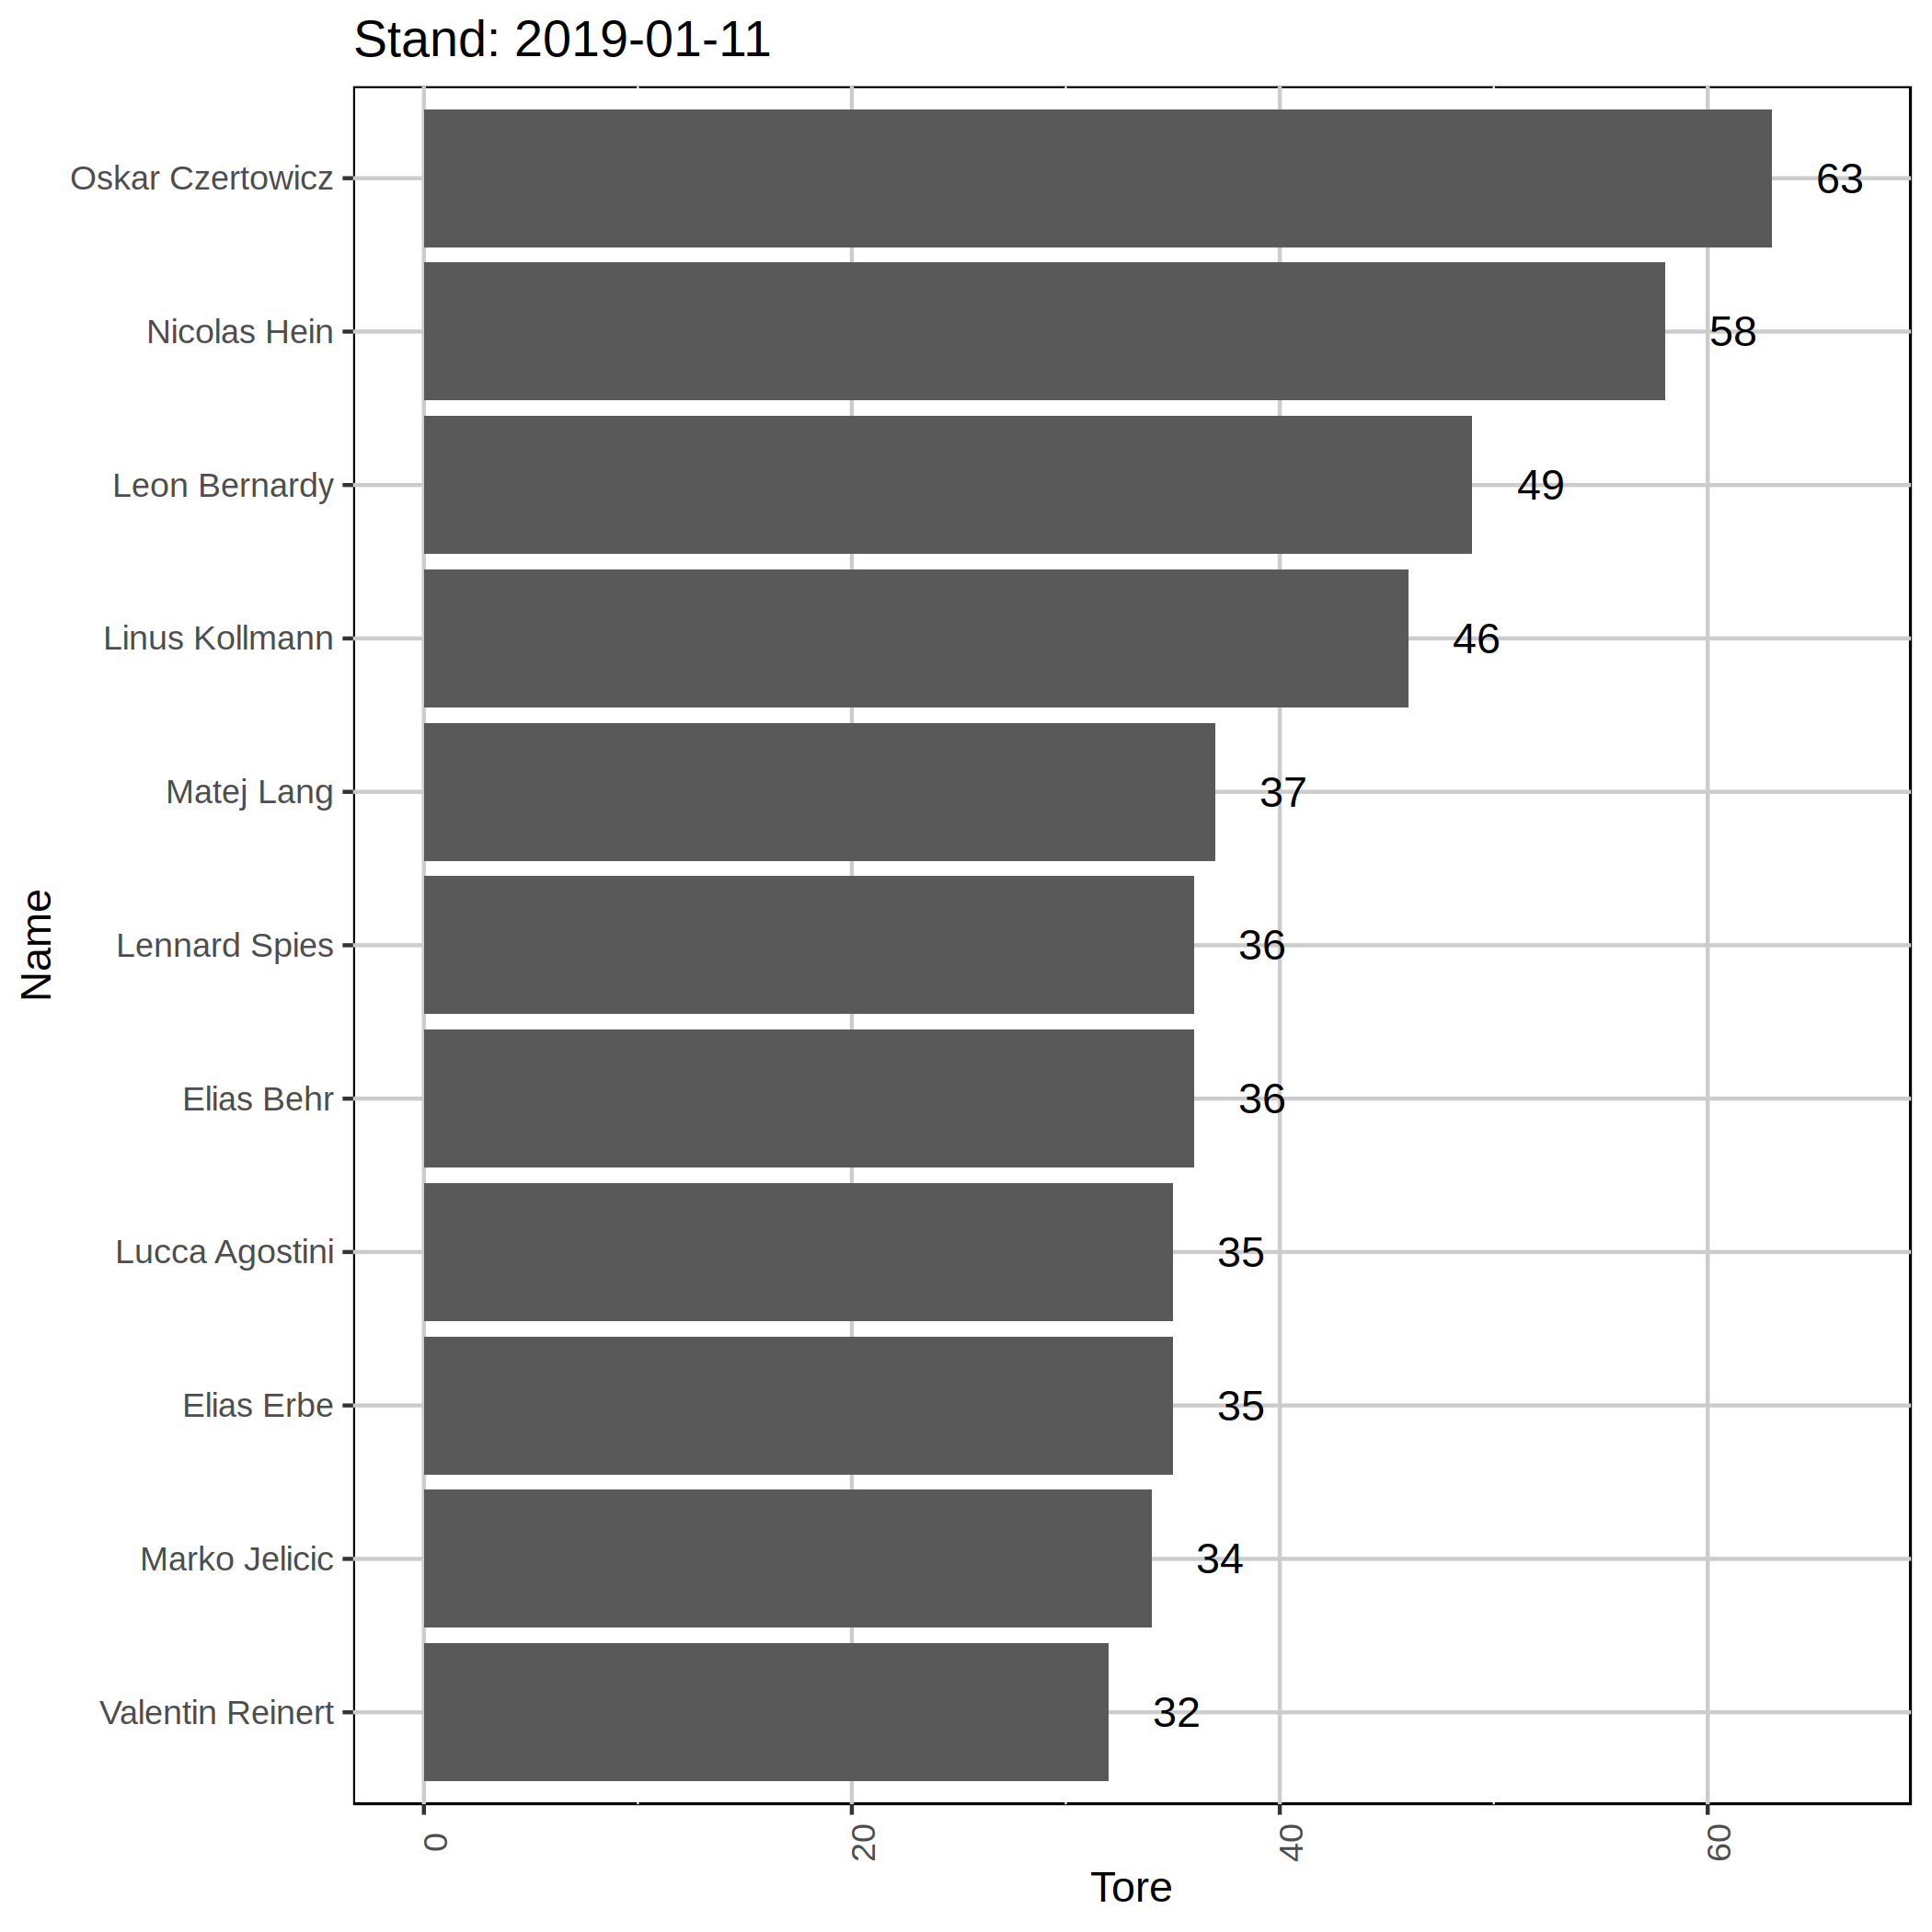 Stand: 2019-01-11
Oskar Czertowicz 63
Nicolas Hein 58
Leon Bernardy 49
Linus Kollmann 46
Matej Lang 37
Lennard Spies 36
Elias Behr 36
Lucca Agostini 35
Elias Erbe 35
Marko Jelicic 34
Valentin Reinert 32
Name
0 20 40 60
Tore